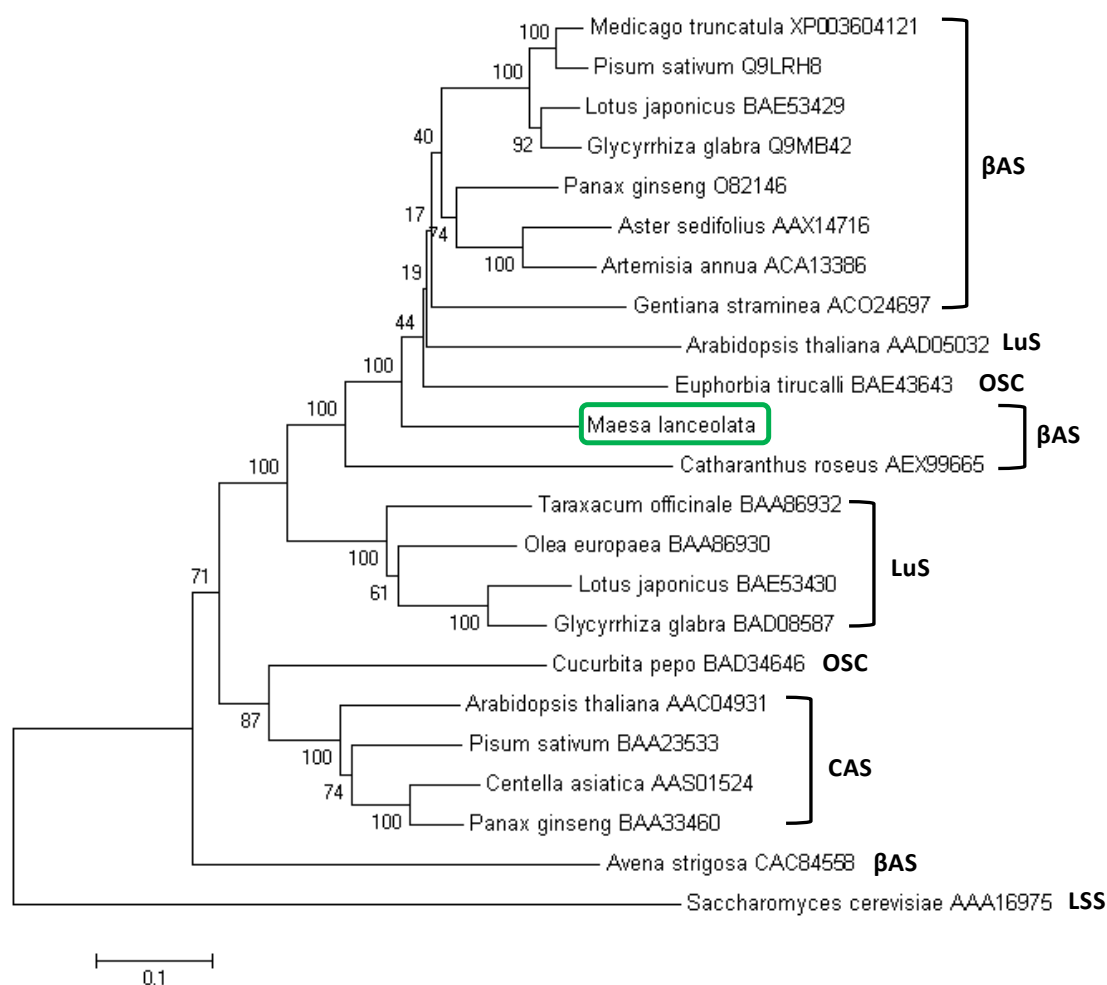 100
Medicago truncatula XP003604121
100
Pisum sativum Q9LRH8
Lotus japonicus BAE53429
40
92
Glycyrrhiza glabra Q9MB42
βAS
Panax ginseng O82146
17
74
Aster sedifolius AAX14716
100
Artemisia annua ACA13386
19
Gentiana straminea ACO24697
44
Arabidopsis thaliana AAD05032 LuS
100
Euphorbia tirucalli BAE43643 OSC
100
Maesa lanceolata
βAS
100
Catharanthus roseus AEX99665
Taraxacum officinale BAA86932
100
Olea europaea BAA86930
LuS
71
61
Lotus japonicus BAE53430
100
Glycyrrhiza glabra BAD08587
Cucurbita pepo BAD34646 OSC
87
Arabidopsis thaliana AAC04931
100
Pisum sativum BAA23533
CAS
74
Centella asiatica AAS01524
100
Panax ginseng BAA33460
Avena strigosa CAC84558 βAS
Saccharomyces cerevisiae AAA16975 LSS
0.1